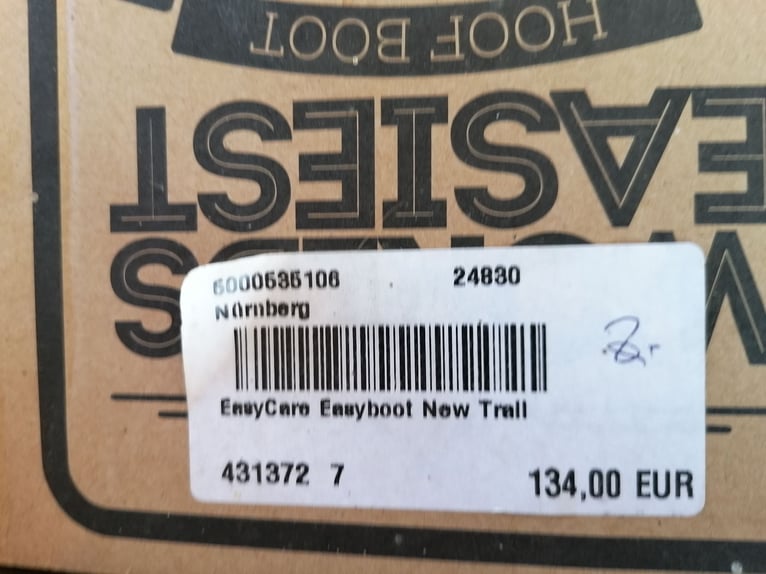 HOOF BOOT
EASIEST
6000535106 24830
Nürnberg
EasyCare Easyboot New Trail
431372 7 134,00 EUR